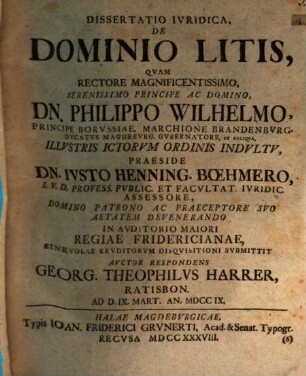 DISSERTATIO IVRIDICA,
DE
DOMINIO LITIS,
QVAM
RECTORE MAGNIFICENTISSIMO,
SERENISSIMO PRINCIPE AC DOMINO,
DN. PHILIPPO WILHELMO,
PRINCIPE BORVSSIAE, MARCHIONE BRANDENBVRG.
DVCATVS MAGDEBVRG. GVBERNATORE, et reliqua,
ILLVSTRIS ICTORVM ORDINIS INDVLTV,
PRAESIDE
DN. IVSTO HENNING. BŒHMERO,
I. V. D. PROFESS. PVBLIC. ET FACVLTAT. IVRIDIC.
ASSESSORE,
DOMINO PATRONO AC PRAECEPTORE SVO
AETATEM DEVENERANDO
IN AVDITORIO MAIORI
REGIAE FRIDERICIANAE,
BENEVOLAE ERVDITORVM DISQVISITIONI SVBMITTIT
AVCTOR RESPONDENS
GEORG. THEOPHILVS HARRER,
RATISBON.
AD D. IX. MART. AN. MDCCIX.
HALAE MAGDEBVRGICAE,
Typis IOAN. FRIDERICI GRVNERTI, Acad. & Senat. Typogr.
RECVSA MDCCXXXVIII. (6)